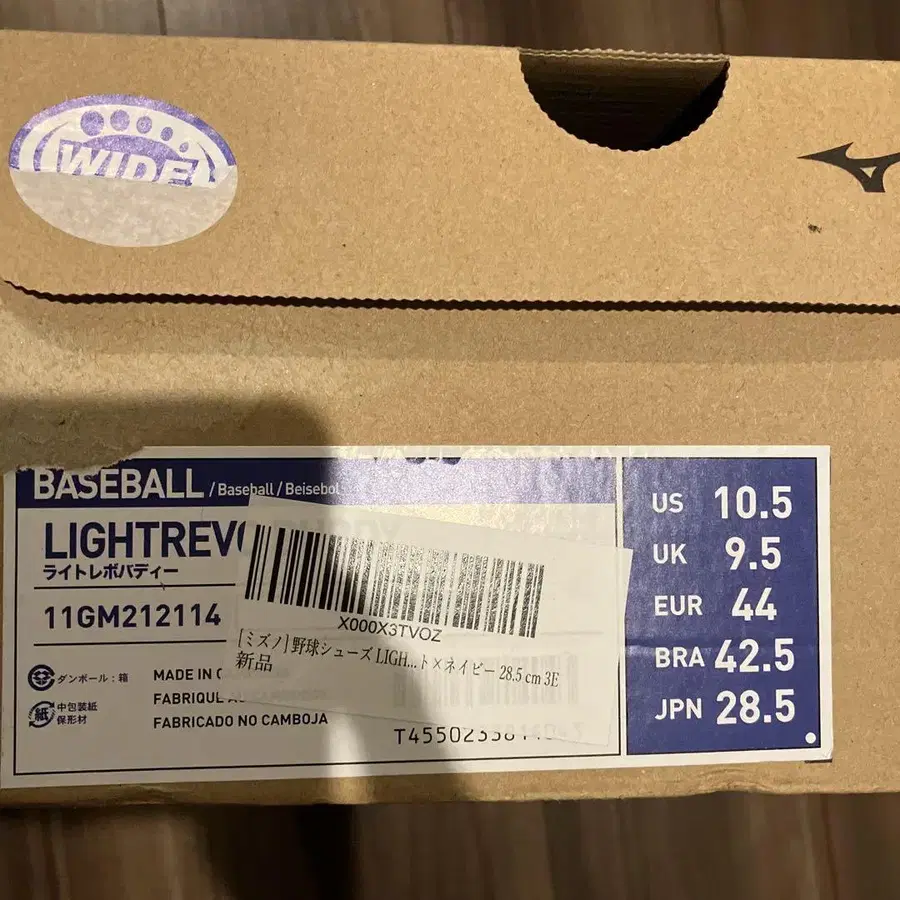 WIDE
BASEBALL / Baseball / Beisebol
LIGHTREVO
ライトレボバディー
11GM212114
X000X3TVOZ
[ミズノ] 野球シューズ LIGH...ト×ネイビー 28.5 cm 3E
新品
ダンボール : 箱
中包装紙
保形材
MADE IN
FABRIQUÉ
FABRICADO NO CAMBOJA
US 10.5
UK 9.5
EUR 44
BRA 42.5
JPN 28.5